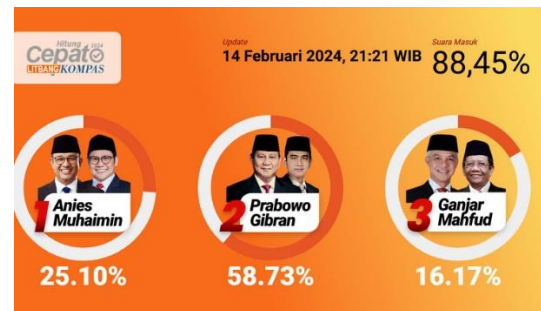 Hitung
Cepat 2024
LITBANG KOMPAS
Update
14 Februari 2024, 21:21 WIB
Suara Masuk
88,45%
1 Anies
Muhaimin
25.10%
2 Prabowo
Gibran
58.73%
3 Ganjar
Mahfud
16.17%